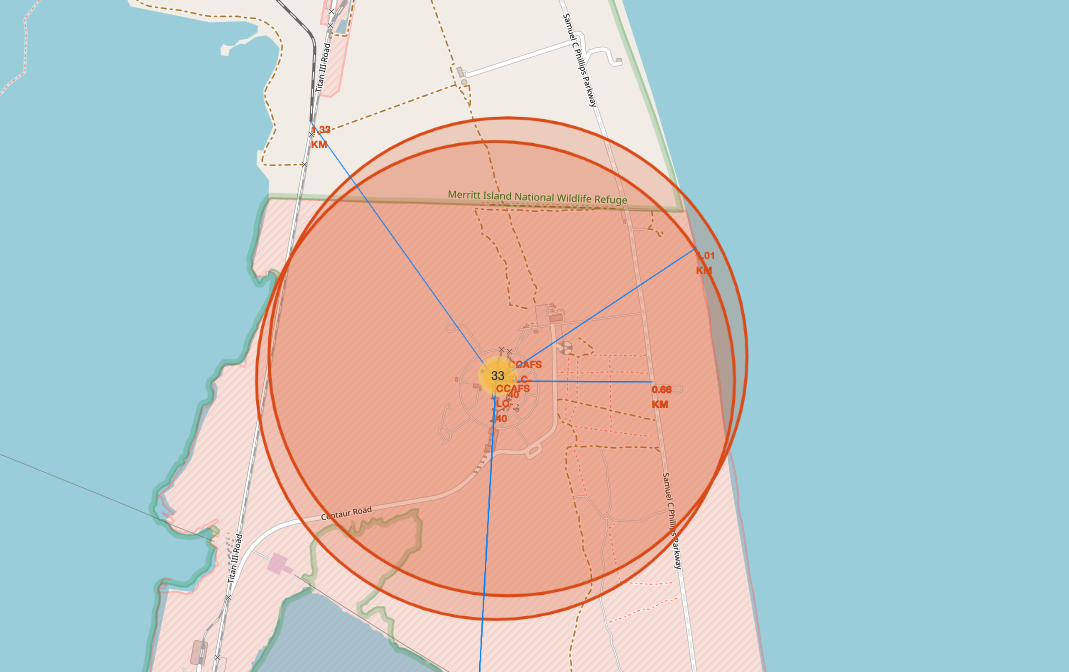 Titan III Road
Samuel C Phillips Parkway
1.33
KM
Merritt Island National Wildlife Refuge
.01
KM
33
CCAFS
LC-
40
CCAFS
LC-
40
0.66
KM
Centaur Road
Samuel C Phillips Parkway
Titan III Road